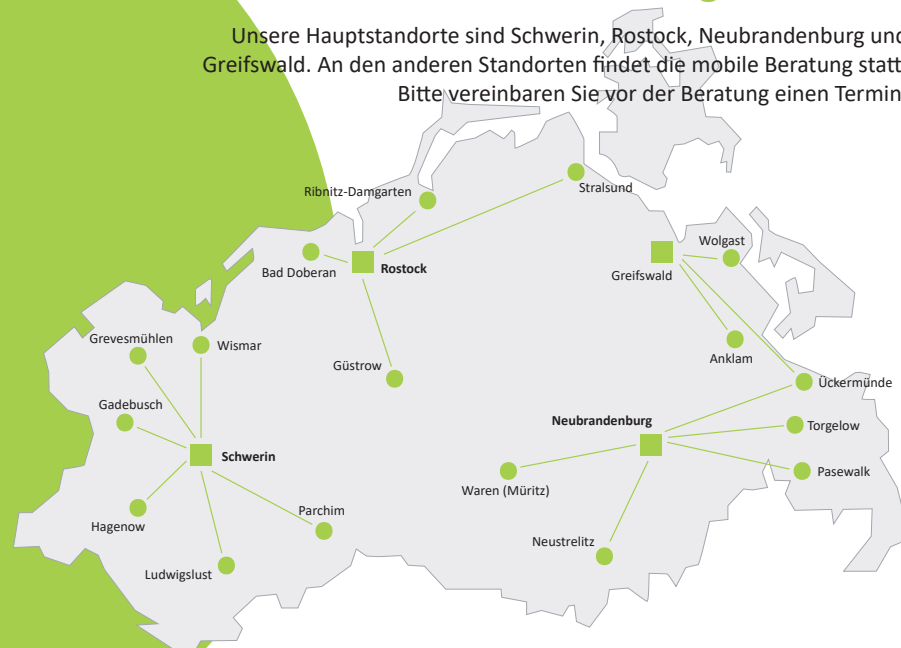 Unsere Hauptstandorte sind Schwerin, Rostock, Neubrandenburg und
Greifswald. An den anderen Standorten findet die mobile Beratung statt
Bitte vereinbaren Sie vor der Beratung einen Termin
Stralsund
Ribnitz-Damgarten
Wolgast
Bad Doberan
Rostock
Greifswald
Grevesmühlen
Wismar
Anklam
Güstrow
Ückermünde
Gadebusch
Neubrandenburg
Torgelow
Schwerin
Pasewalk
Waren (Müritz)
Parchim
Hagenow
Neustrelitz
Ludwigslust